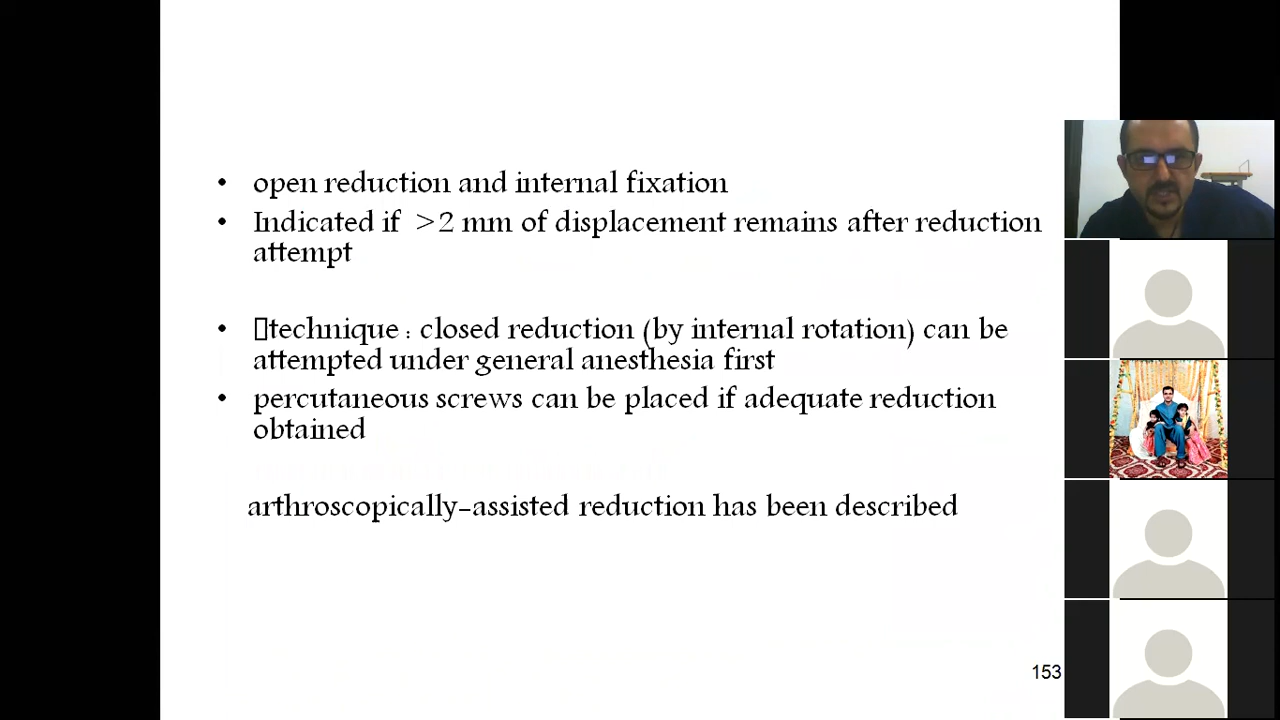 • open reduction and internal fixation
• Indicated if >2 mm of displacement remains after reduction
attempt
• technique : closed reduction (by internal rotation) can be
attempted under general anesthesia first
• percutaneous screws can be placed if adequate reduction
obtained
arthroscopically-assisted reduction has been described
153